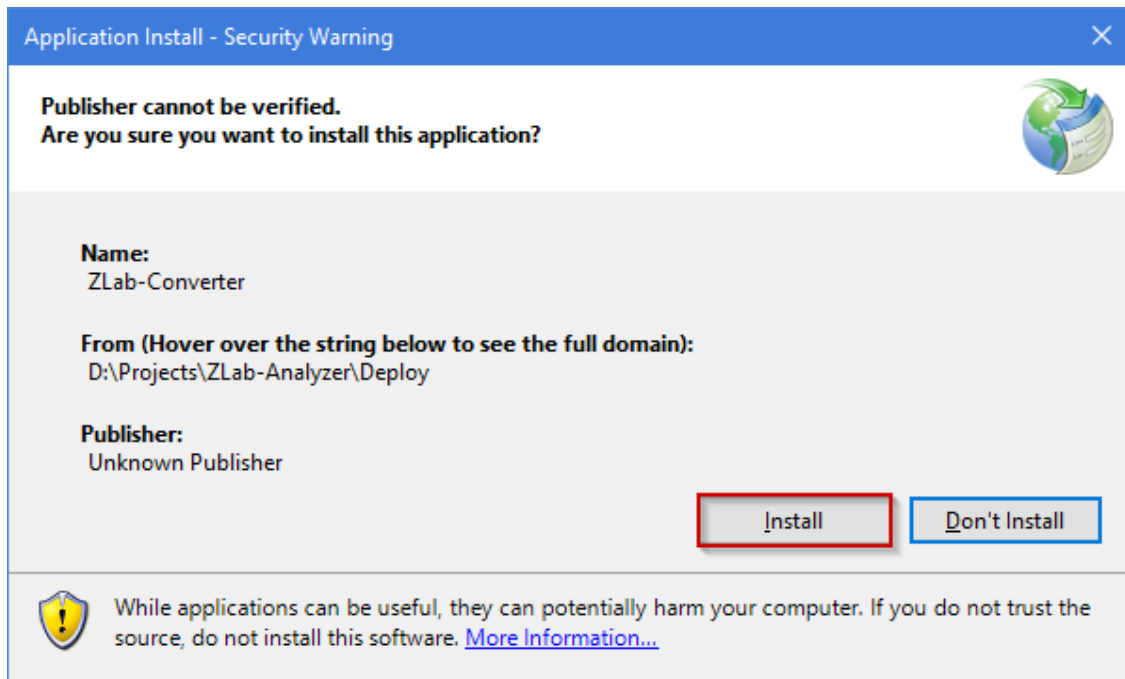 Application Install - Security Warning
Publisher cannot be verified.
Are you sure you want to install this application?
Name:
ZLab-Converter
From (Hover over the string below to see the full domain):
D:\Projects\ZLab-Analyzer\Deploy
Publisher:
Unknown Publisher
Install
Don't Install
While applications can be useful, they can potentially harm your computer. If you do not trust the
source, do not install this software. More Information...